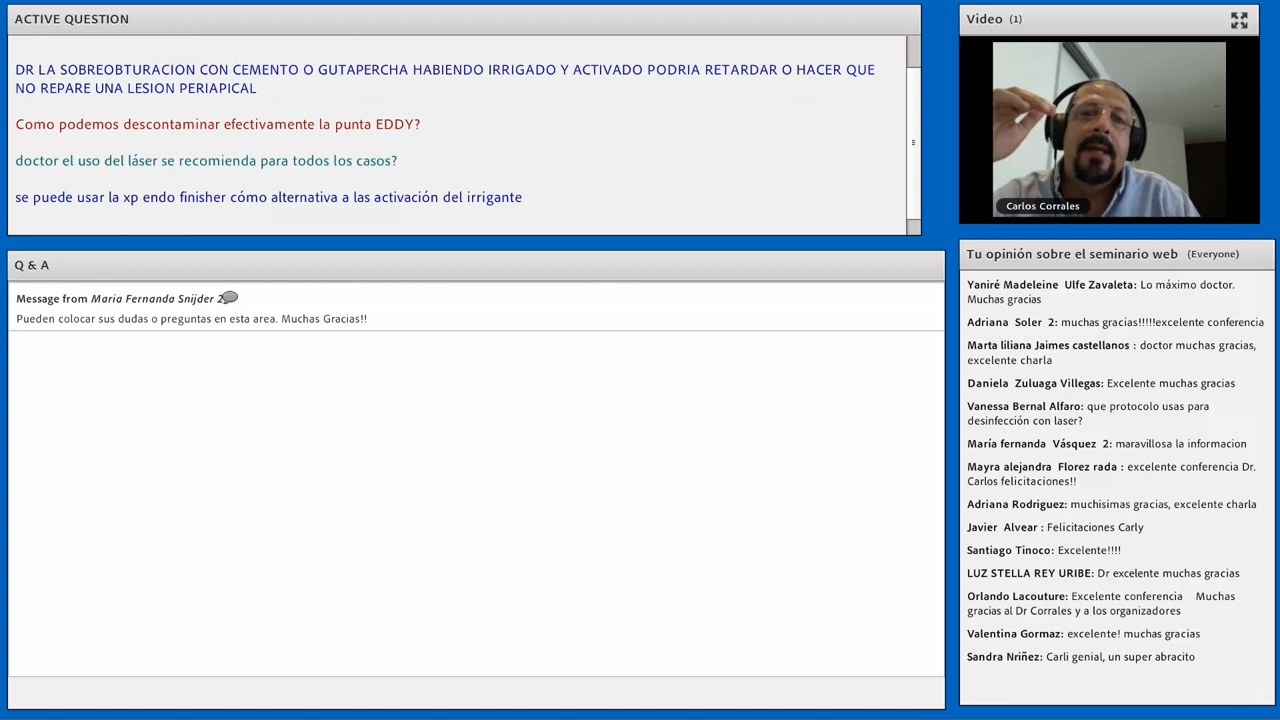 ACTIVE QUESTION
DR LA SOBREOBTURACION CON CEMENTO O GUTAPERCHA HABIENDO IRRIGADO Y ACTIVADO PODRIA RETARDAR O HACER QUE
NO REPARE UNA LESION PERIAPICAL
Como podemos descontaminar efectivamente la punta EDDY?
doctor el uso del láser se recomienda para todos los casos?
se puede usar la xp endo finisher cómo alternativa a las activación del irrigante
Video (1)
Carlos Corrales
Q & A
Message from Maria Fernanda Snijder 2
Pueden colocar sus dudas o preguntas en esta area. Muchas Gracias!!
Tu opinión sobre el seminario web (Everyone)
Yaniré Madeleine Ulfe Zavaleta: Lo máximo doctor.
Muchas gracias
Adriana Soler 2: muchas gracias!!!!!excelente conferencia
Marta liliana Jaimes castellanos : doctor muchas gracias,
excelente charla
Daniela Zuluaga Villegas: Excelente muchas gracias
Vanessa Bernal Alfaro: que protocolo usas para
desinfección con laser?
María fernanda Vásquez 2: maravillosa la informacion
Mayra alejandra Florez rada : excelente conferencia Dr.
Carlos felicitaciones!!
Adriana Rodriguez: muchisimas gracias, excelente charla
Javier Alvear : Felicitaciones Carly
Santiago Tinoco: Excelente!!!!
LUZ STELLA REY URIBE: Dr excelente muchas gracias
Orlando Lacouture: Excelente conferencia Muchas
gracias al Dr Corrales y a los organizadores
Valentina Gormaz: excelente! muchas gracias
Sandra Nriñez: Carli genial, un super abracito